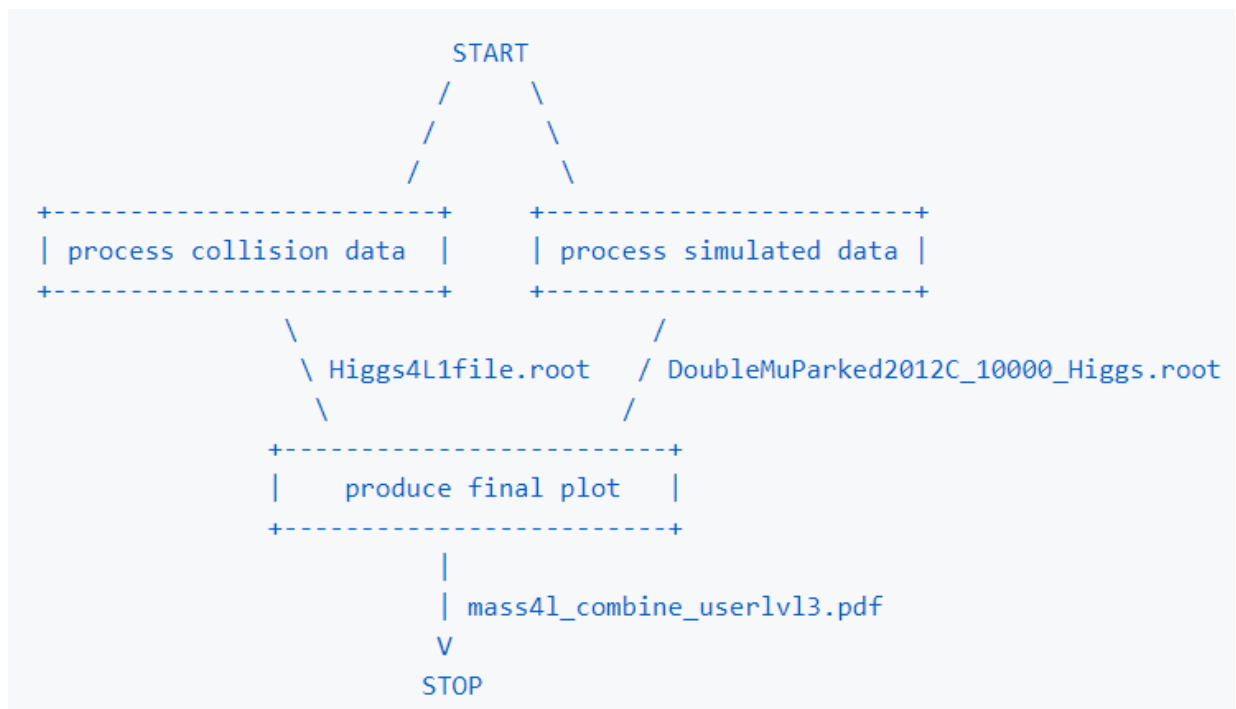 START
/ \
/ \
/ \
+-------------------------+ +------------------------+
| process collision data | | process simulated data |
+-------------------------+ +------------------------+
\ /
\ Higgs4L1file.root / DoubleMuParked2012C_10000_Higgs.root
\ /
+-------------------------+
| produce final plot |
+-------------------------+
|
| mass4l_combine_userlvl3.pdf
V
STOP